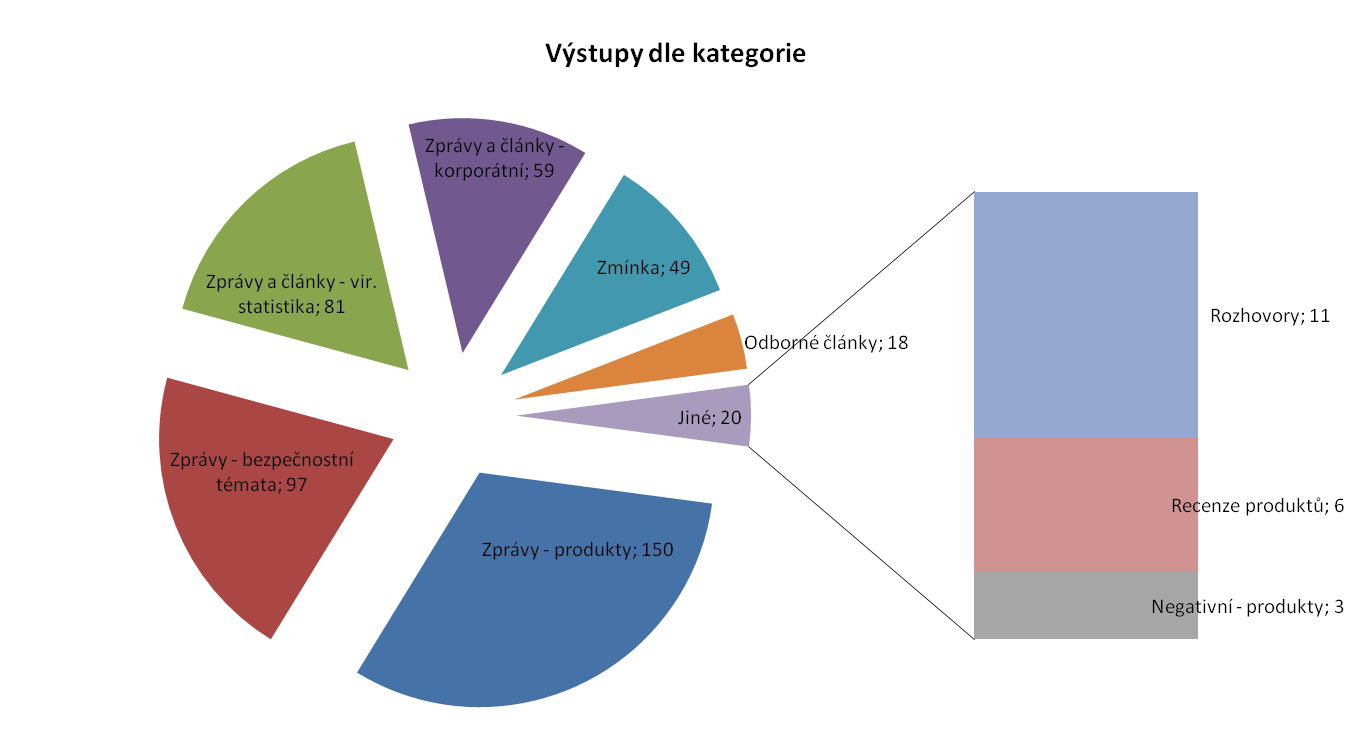 Výstupy dle kategorie
Zprávy a články -
korporátní; 59
Zprávy a články - vir.
statistika; 81
Zmínka; 49
Odborné články; 18
Jiné; 20
Zprávy - bezpečnostní
témata; 97
Zprávy - produkty; 150
Rozhovory; 11
Recenze produktů; 6
Negativní - produkty; 3